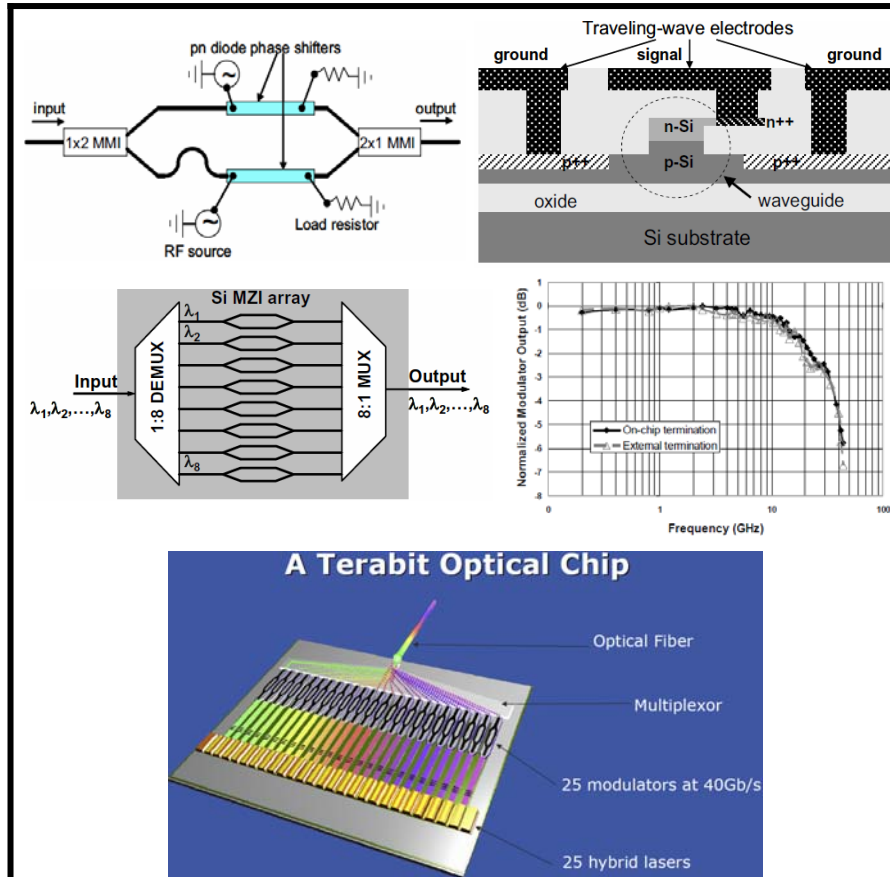 pn diode phase shifters
input
output
1x2 MMI
2x1 MMI
RF source
Load resistor
Traveling-wave electrodes
ground signal ground
n-Si
n++
p++ p-Si p++
oxide waveguide
Si substrate
Si MZI array
λ1
λ2
λ8
1:8 DEMUX
8:1 MUX
Input
λ1,λ2,...,λ8
Output
λ1,λ2,...,λ8
Normalized Modulator Output (dB)
1
0
-1
-2
-3
-4
-5
-6
-7
-8
On-chip termination
External termination
0 1 10 100
Frequency (GHz)
A Terabit Optical Chip
Optical Fiber
Multiplexor
25 modulators at 40Gb/s
25 hybrid lasers